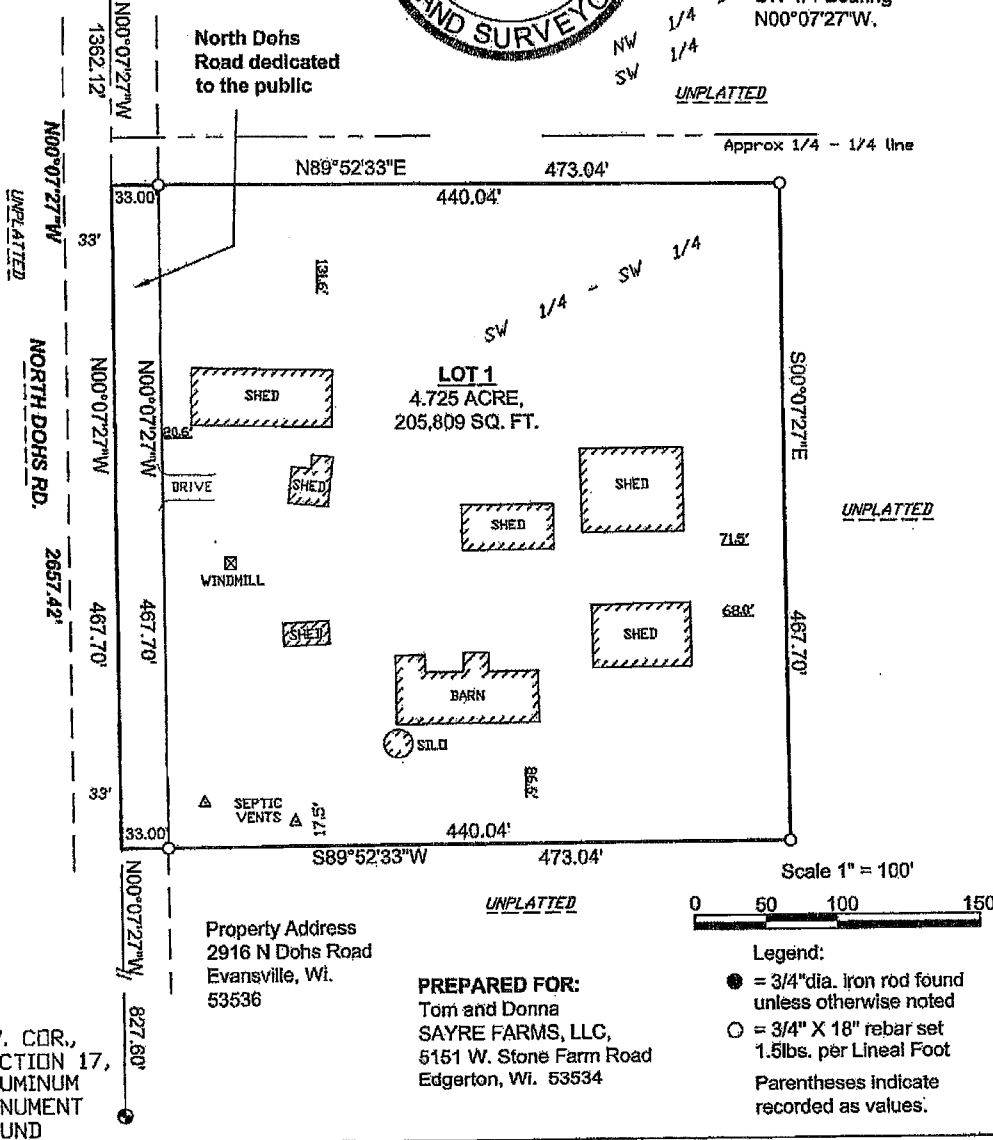 AND SURVEYO
N00°07'27"W
1362.12'
North Dohs
Road dedicated
to the public
NW 1/4
SW 1/4
N00°07'27"W.
UNPLATTED
Approx 1/4 - 1/4 line
N89°52'33"E 473.04'
33.00' 440.04'
UNPLATTED
N00°07'27"W
33'
131.6'
SW 1/4 - SW 1/4
NORTH DOHS RD.
2657.42'
N00°07'27"W
467.70'
N00°07'27"W
467.70'
SHED
LOT 1
4.725 ACRE,
205,809 SQ. FT.
20.6'
DRIVE
SHED
SHED
SHED
S00°07'27"E
467.70'
UNPLATTED
71.5'
WINDMILL
68.0'
SHED
SHED
BARN
SILO
86.5'
33'
SEPTIC
VENTS
17.5'
33.00' 440.04'
S89°52'33"W 473.04'
N00°07'27"W
827.60'
UNPLATTED
Scale 1" = 100'
0 50 100 150
Property Address
2916 N Dohs Road
Evansville, Wi.
53536
PREPARED FOR:
Tom and Donna
SAYRE FARMS, LLC,
5151 W. Stone Farm Road
Edgerton, Wi. 53534
Legend:
= 3/4"dia. iron rod found
unless otherwise noted
= 3/4" X 18" rebar set
1.5lbs. per Lineal Foot
Parentheses indicate
recorded as values.
. COR.,
CTION 17,
UMINUM
NUMENT
UND